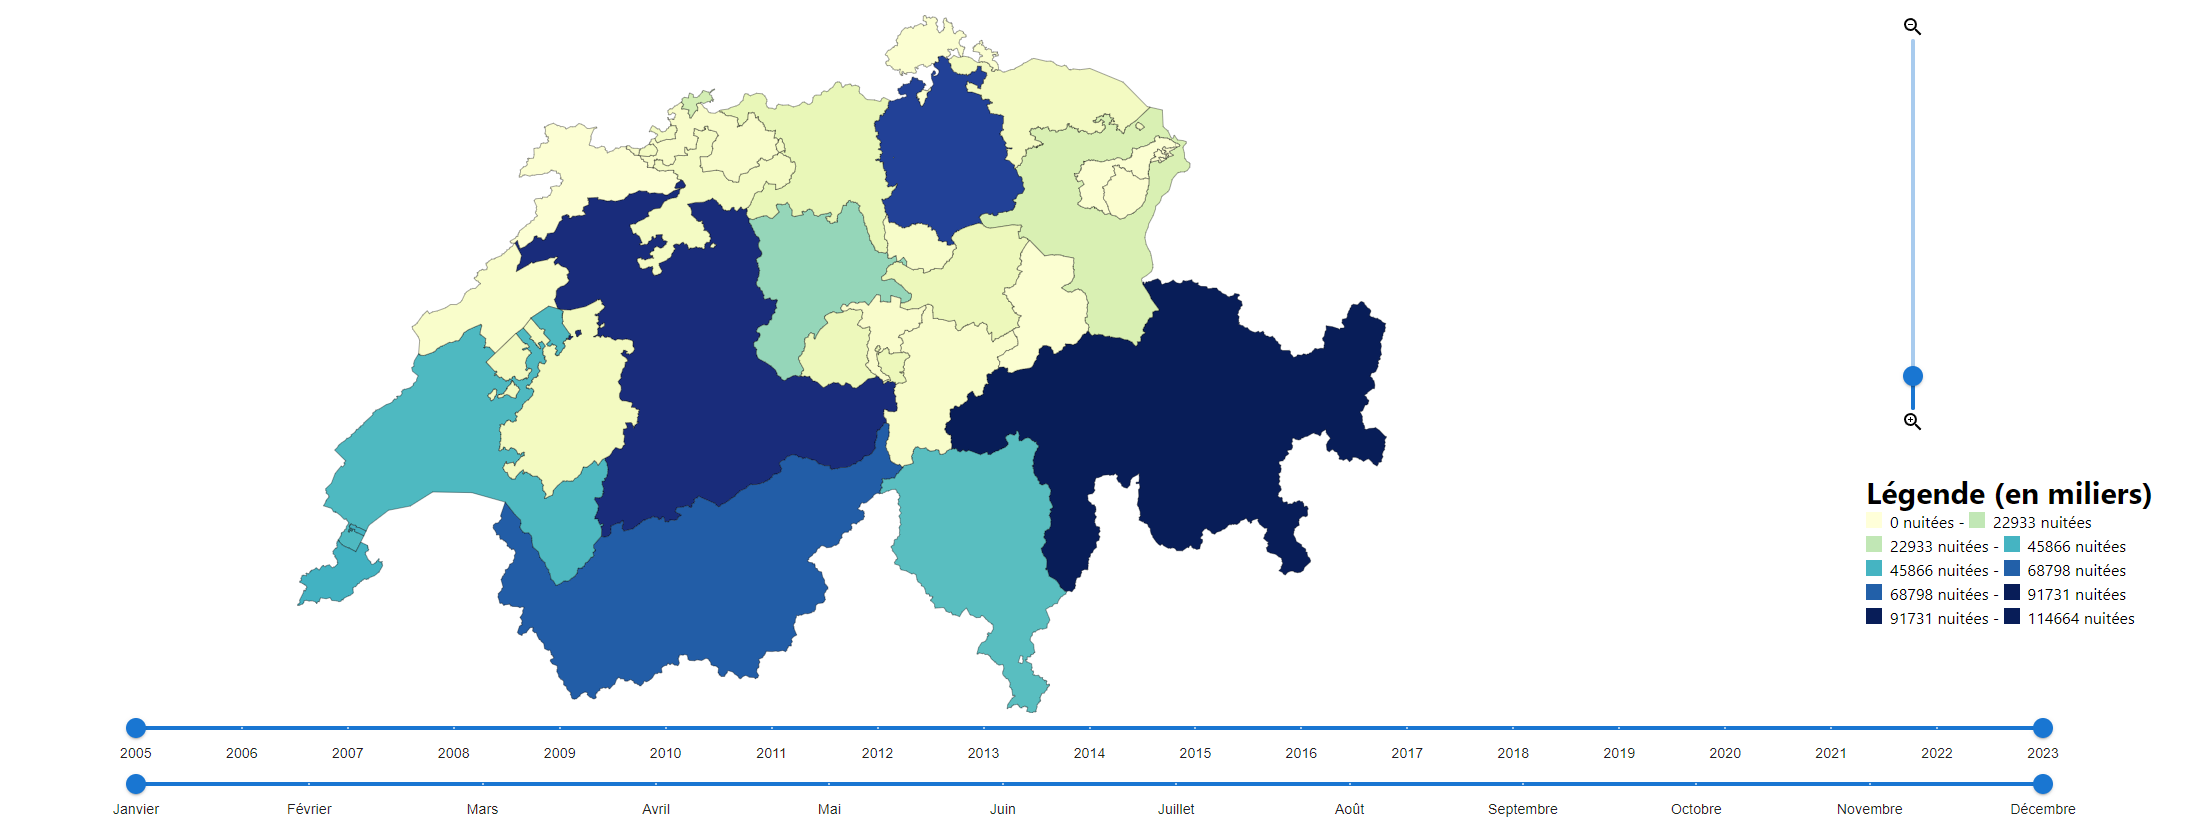 Légende (en miliers)
0 nuitées - 22933 nuitées
22933 nuitées - 45866 nuitées
45866 nuitées - 68798 nuitées
68798 nuitées - 91731 nuitées
91731 nuitées - 114664 nuitées
2005 2006 2007 2008 2009 2010 2011 2012 2013 2014 2015 2016 2017 2018 2019 2020 2021 2022 2023
Janvier Février Mars Avril Mai Juin Juillet Août Septembre Octobre Novembre Décembre